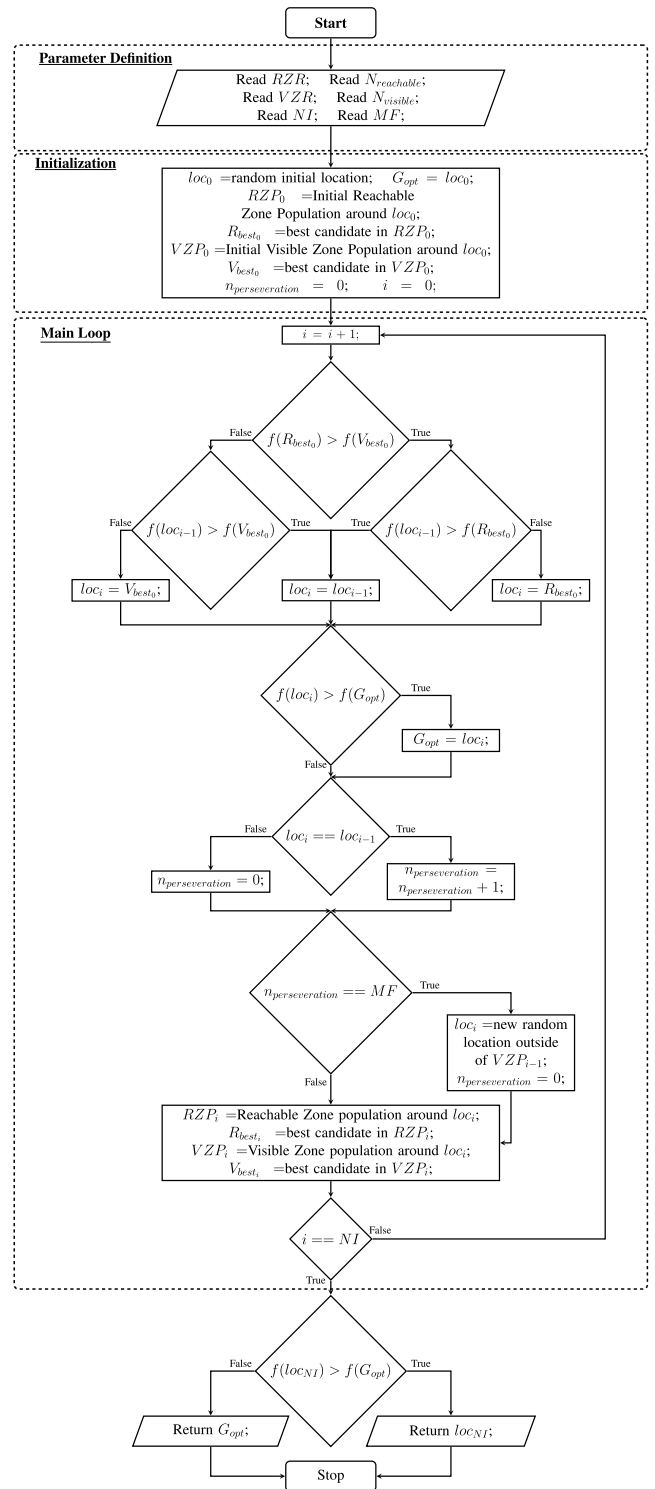 Start
Parameter Definition
Read RZR; Read N_reachable;
Read VZR; Read N_visible;
Read NI; Read MF;
Initialization
loc_0 =random initial location; G_opt = loc_0;
RZP_0 =Initial Reachable
Zone Population around loc_0;
R_best_0 =best candidate in RZP_0;
VZP_0 =Initial Visible Zone Population around loc_0;
V_best_0 =best candidate in VZP_0;
n_perseveration = 0; i = 0;
Main Loop
i = i + 1;
f(R_best_0) > f(V_best_0)
False
True
f(loc_i−1) > f(V_best_0)
f(loc_i−1) > f(R_best_0)
False
True
True
False
loc_i = V_best_0;
loc_i = loc_i−1;
loc_i = R_best_0;
f(loc_i) > f(G_opt)
True
G_opt = loc_i;
False
loc_i == loc_i−1
False
True
n_perseveration = 0;
n_perseveration =
n_perseveration + 1;
n_perseveration == MF
True
loc_i =new random
location outside
of VZP_i−1;
n_perseveration = 0;
False
RZP_i =Reachable Zone population around loc_i;
R_best_i =best candidate in RZP_i;
VZP_i =Visible Zone population around loc_i;
V_best_i =best candidate in VZP_i;
i == NI
False
True
f(loc_NI) > f(G_opt)
False
True
Return G_opt;
Return loc_NI;
Stop